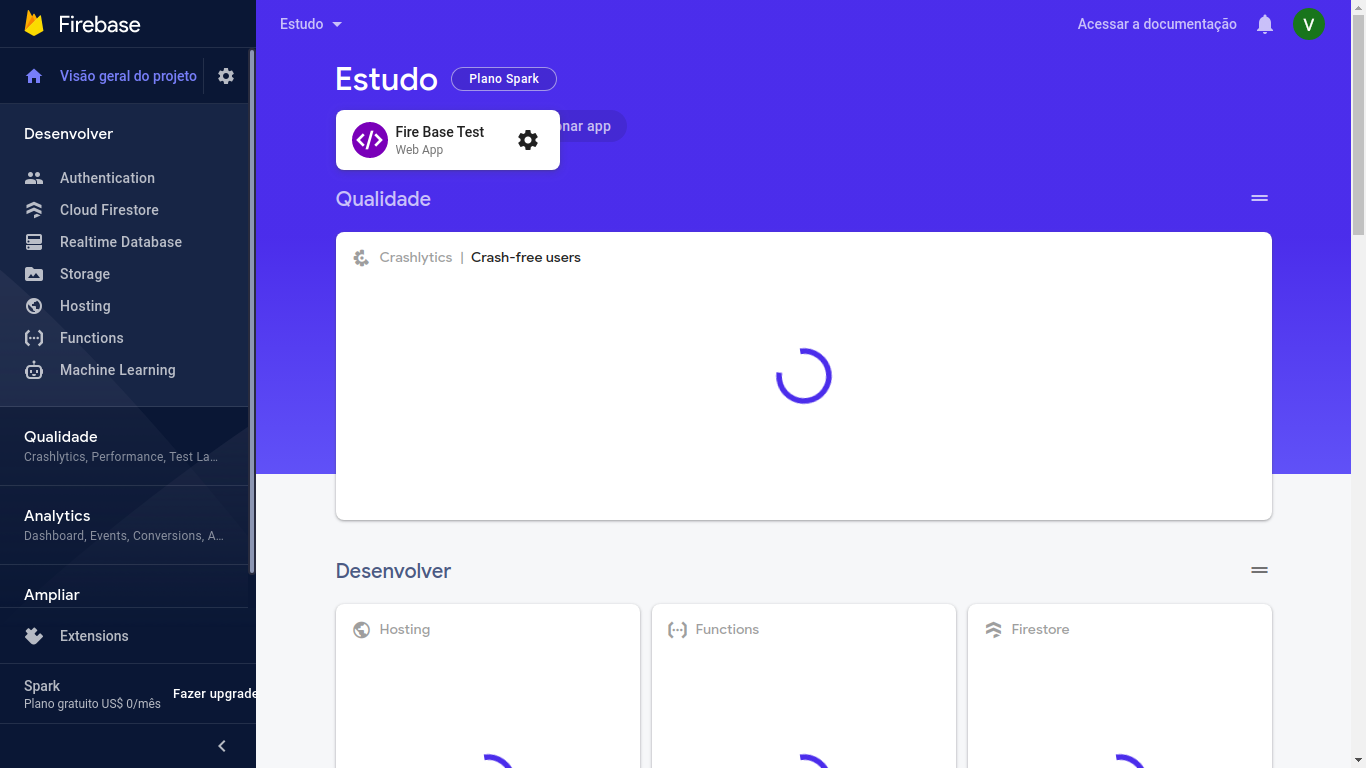 Firebase
Visão geral do projeto
Desenvolver
Authentication
Cloud Firestore
Realtime Database
Storage
Hosting
Functions
Machine Learning
Qualidade
Crashlytics, Performance, Test La…
Analytics
Dashboard, Events, Conversions, A…
Ampliar
Extensions
Spark
Plano gratuito US$ 0/mês
Fazer upgrade
Estudo
Acessar a documentação
V
Estudo
Plano Spark
Fire Base Test
Web App
onar app
Qualidade
Crashlytics | Crash-free users
Desenvolver
Hosting
Functions
Firestore